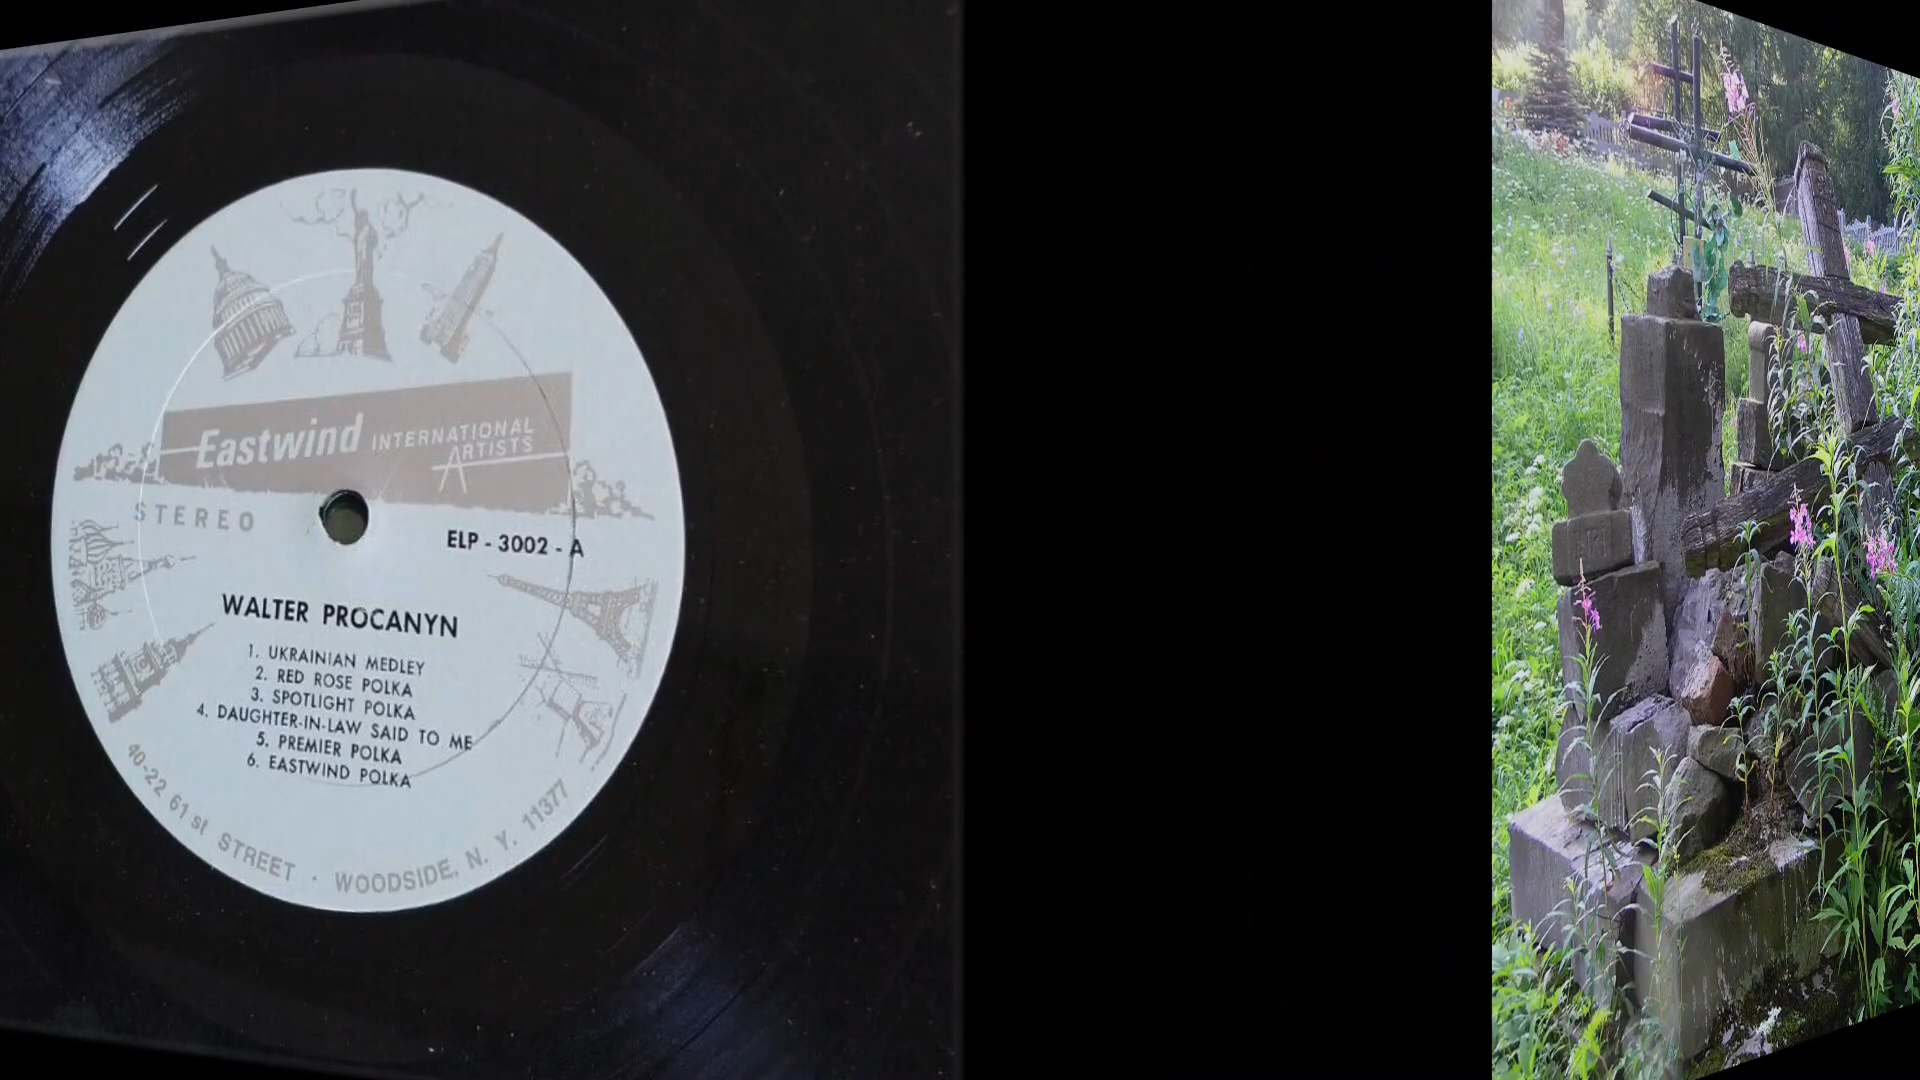 Eastwind INTERNATIONAL
ARTISTS
STEREO
ELP - 3002 - A
WALTER PROCANYN
1. UKRAINIAN MEDLEY
2. RED ROSE POLKA
3. SPOTLIGHT POLKA
4. DAUGHTER-IN-LAW SAID TO ME
5. PREMIER POLKA
6. EASTWIND POLKA
40-22 61 st STREET · WOODSIDE, N. Y. 11377